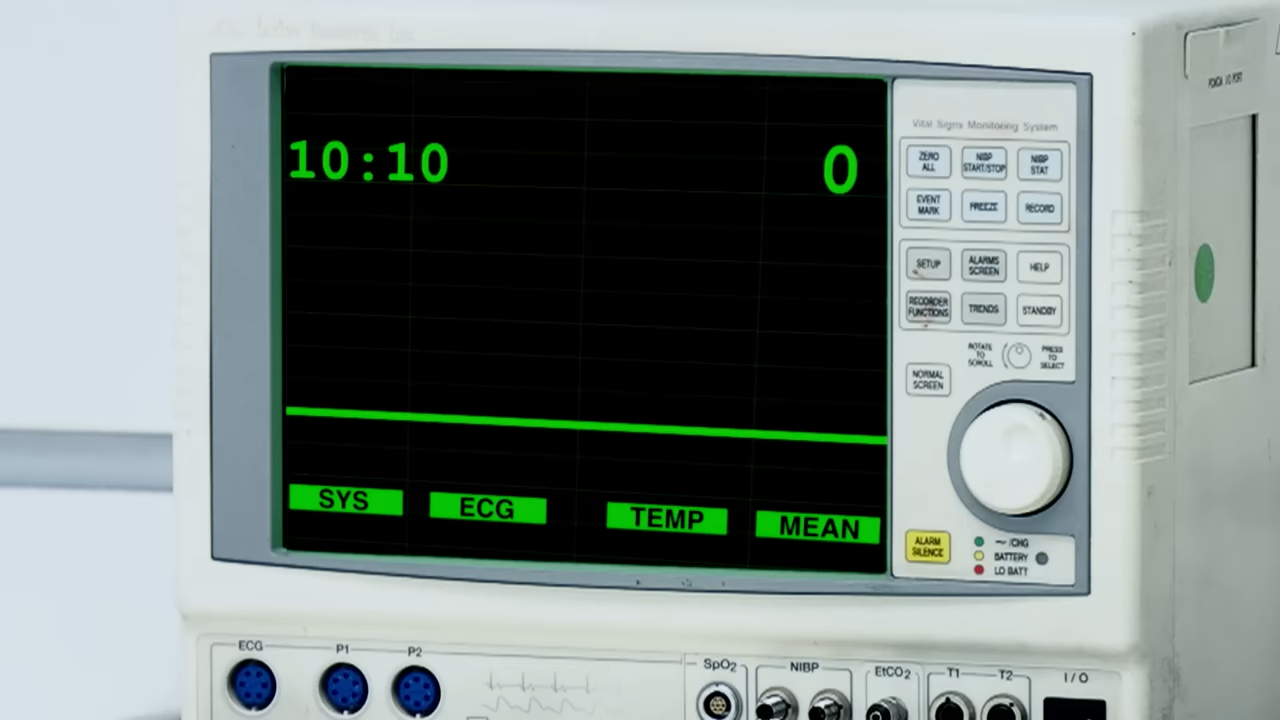 POWER I/O PORT
Vital Signs Monitoring System
10:10
0
ZERO ALL
NIBP START/STOP
NIBP STAT
EVENT MARK
FREEZE
RECORD
SETUP
ALARMS SCREEN
HELP
RECORDER FUNCTIONS
TRENDS
STANDBY
ROTATE TO SCROLL
PRESS TO SELECT
NORMAL SCREEN
SYS
ECG
TEMP
MEAN
ALARM SILENCE
~/CHG
BATTERY
LO BATT
ECG
P1
P2
SpO2
NIBP
EtCO2
T1
T2
I/O